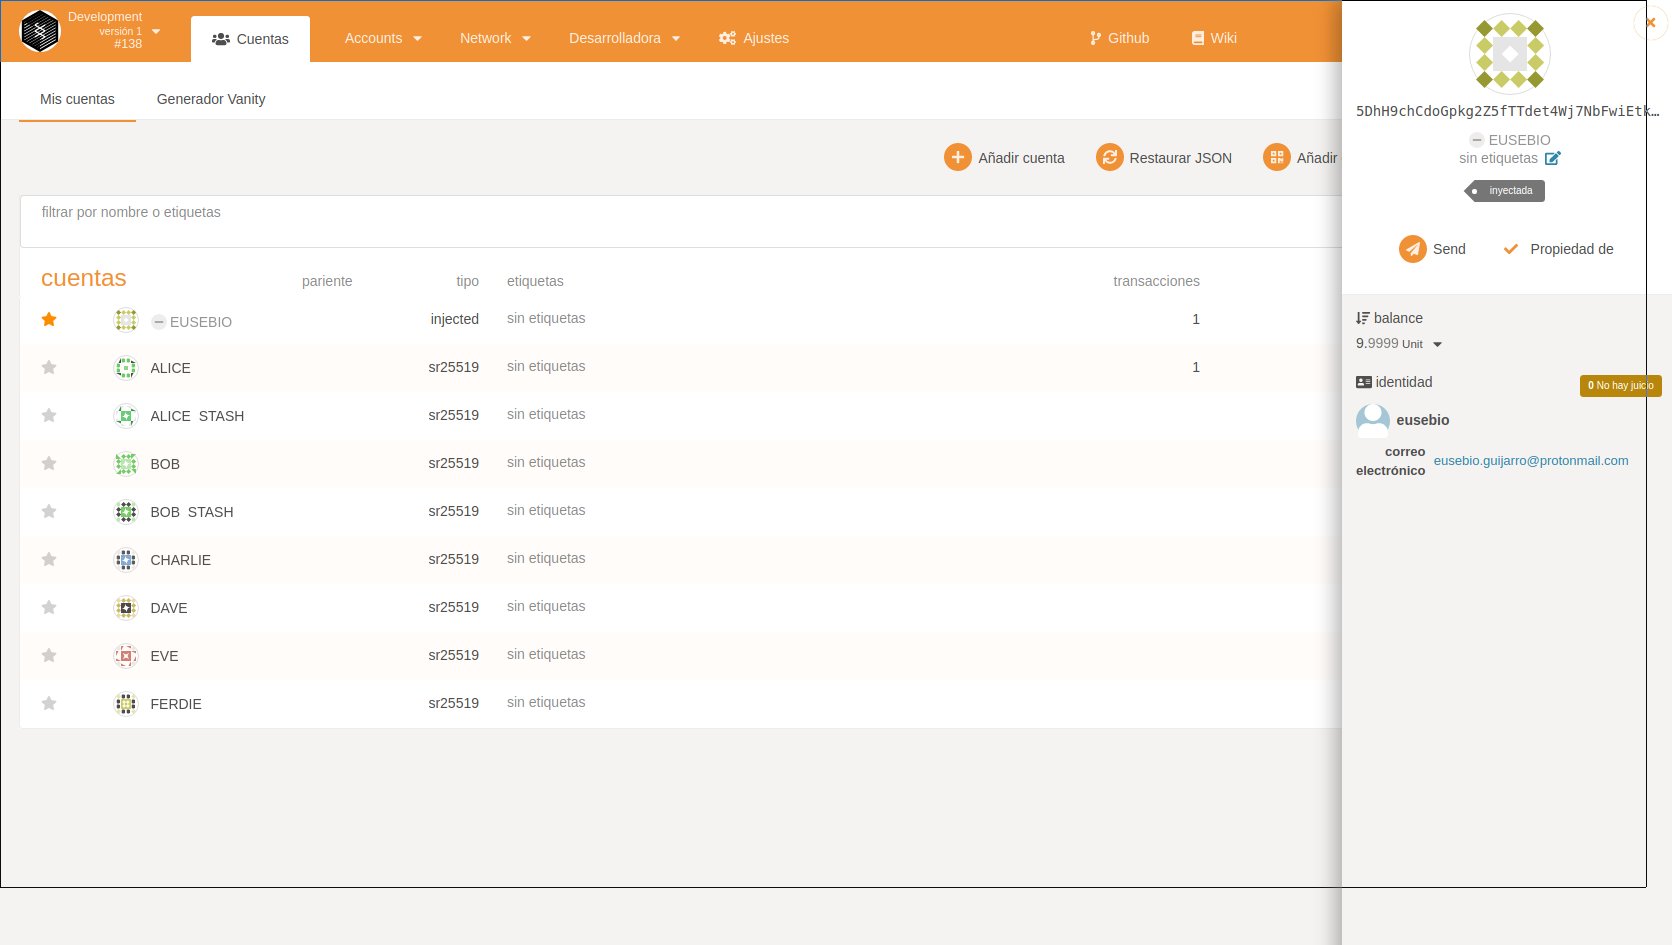 Development
versión 1
#138
Cuentas
Accounts
Network
Desarrolladora
Ajustes
Github
Wiki
Mis cuentas
Generador Vanity
Añadir cuenta
Restaurar JSON
Añadir
filtrar por nombre o etiquetas
cuentas pariente tipo etiquetas transacciones
EUSEBIO injected sin etiquetas 1
ALICE sr25519 sin etiquetas 1
ALICE STASH sr25519 sin etiquetas
BOB sr25519 sin etiquetas
BOB STASH sr25519 sin etiquetas
CHARLIE sr25519 sin etiquetas
DAVE sr25519 sin etiquetas
EVE sr25519 sin etiquetas
FERDIE sr25519 sin etiquetas
5DhH9chCdoGpkg2Z5fTTdet4Wj7NbFwiEtk…
EUSEBIO
sin etiquetas
inyectada
Send
Propiedad de
balance
9.9999 Unit
identidad
0 No hay juicio
eusebio
correo
electrónico
eusebio.guijarro@protonmail.com